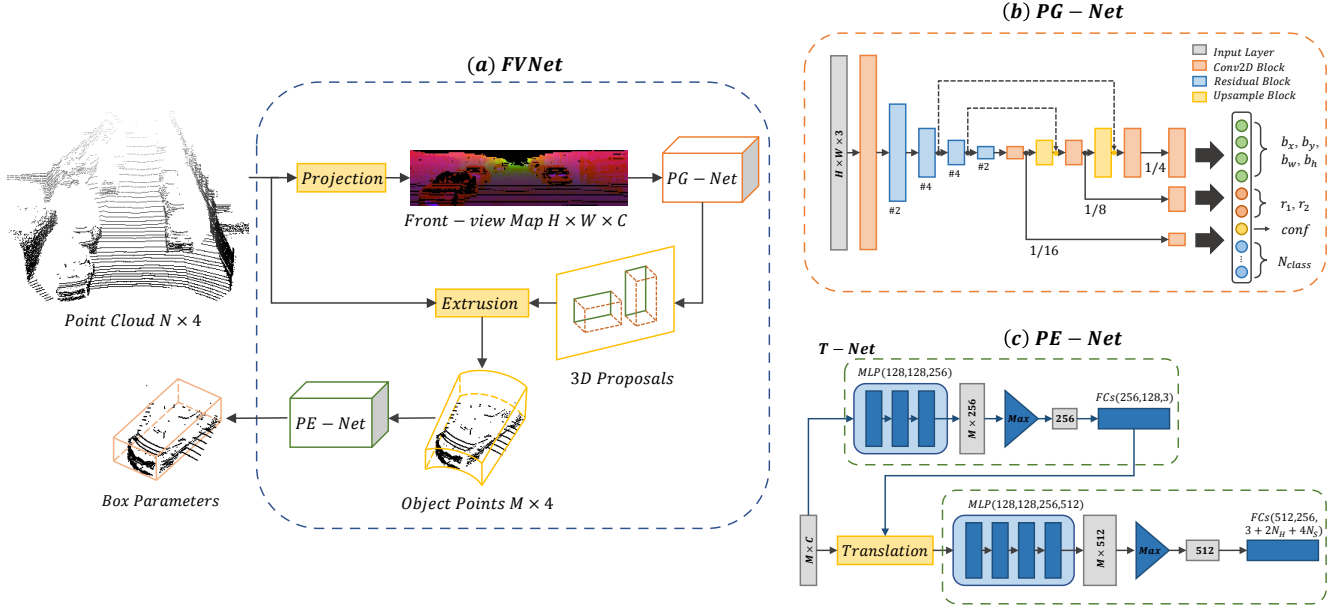 (a) FVNet
Projection
PG − Net
Front − view Map H × W × C
Extrusion
Point Cloud N × 4
3D Proposals
PE − Net
Box Parameters
Object Points M × 4
(b) PG − Net
Input Layer
Conv2D Block
Residual Block
Upsample Block
H × W × 3
#2
#4
#4
#2
1/4
1/8
1/16
b_x, b_y,
b_w, b_h
r_1, r_2
conf
N_class
(c) PE − Net
T − Net
MLP(128,128,256)
M × 256
Max
256
FCs(256,128,3)
M × C
Translation
MLP(128,128,256,512)
M × 512
Max
512
FCs(512,256,
3 + 2N_H + 4N_S)